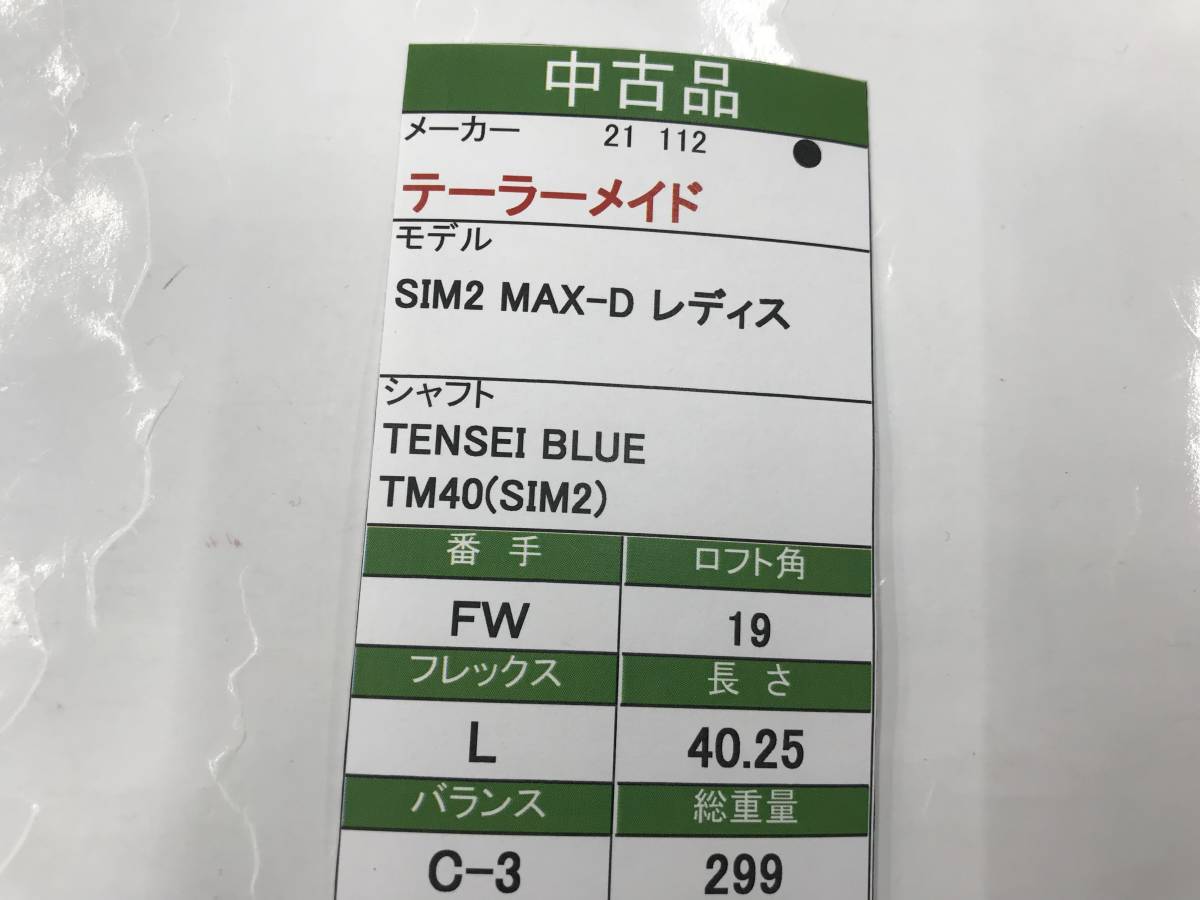 中古品
メーカー 21 112
テーラーメイド
モデル
SIM2 MAX-D レディス
シャフト
TENSEI BLUE
TM40(SIM2)
番 手 ロフト角
FW 19
フレックス 長 さ
L 40.25
バランス 総重量
C-3 299